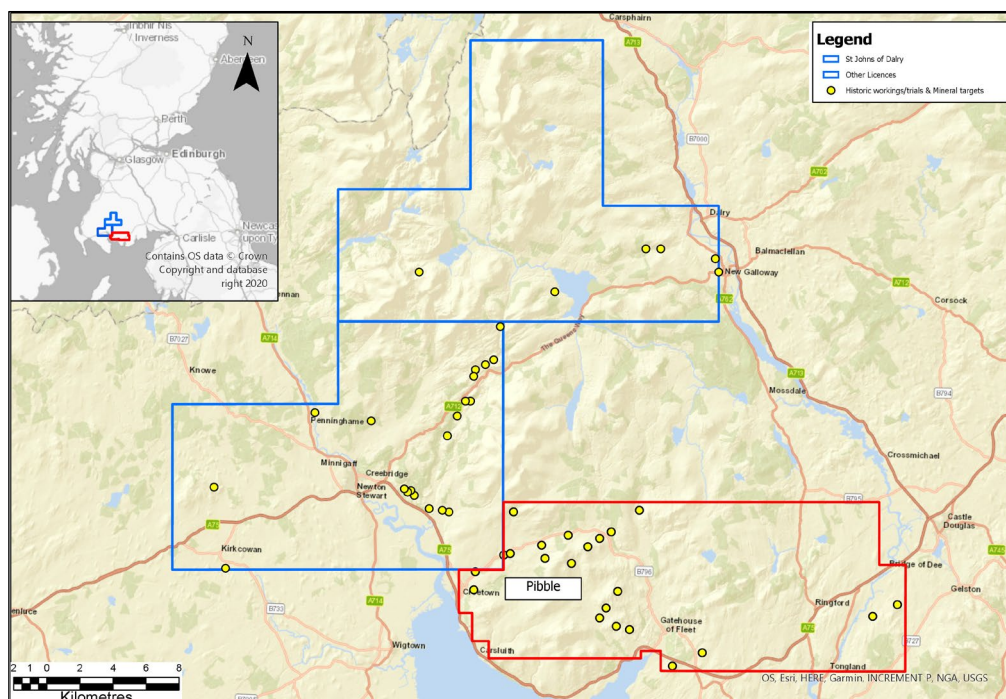 Inbhir Nis
/ Inverness
Aberdeen
N
Perth
Glasgow
Edinburgh
Carlisle
upon Ty
Contains OS data © Crown
Copyright and database
right 2020
Carsphairn
A713
Legend
St Johns of Dalry
Other Licences
Historic workings/trials & Mineral targets
B7000
A702
Dalry
Balmaclellan
New Galloway
A712
A762
Corsock
The Queens Way
A714
B7027
Knowe
A713
Mossdale
B794
A712
Penninghame
Crossmichael
Minnigaff
Creebridge
Newton
Stewart
B795
Castle
Douglas
A75
A75
Kirkcowan
Bridge of Dee
B796
Creetown
Pibble
Gelston
Ringford
A714
B733
Gatehouse
of Fleet
A75
B727
Wigtown
Carsluith
Tongland
2 1 0 2 4 6 8
Kilometres
OS, Esri, HERE, Garmin, INCREMENT P, NGA, USGS